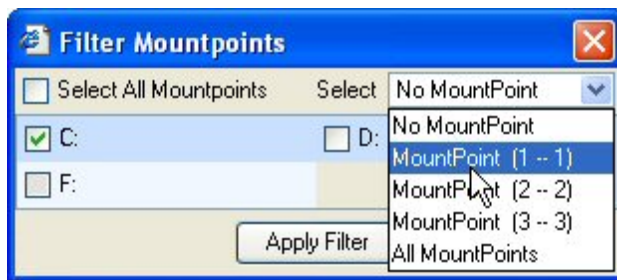 Filter Mountpoints
Select All Mountpoints Select No MountPoint
No MountPoint
C: D:
MountPoint (1 -- 1)
F:
MountPoint (2 -- 2)
MountPoint (3 -- 3)
Apply Filter
All MountPoints